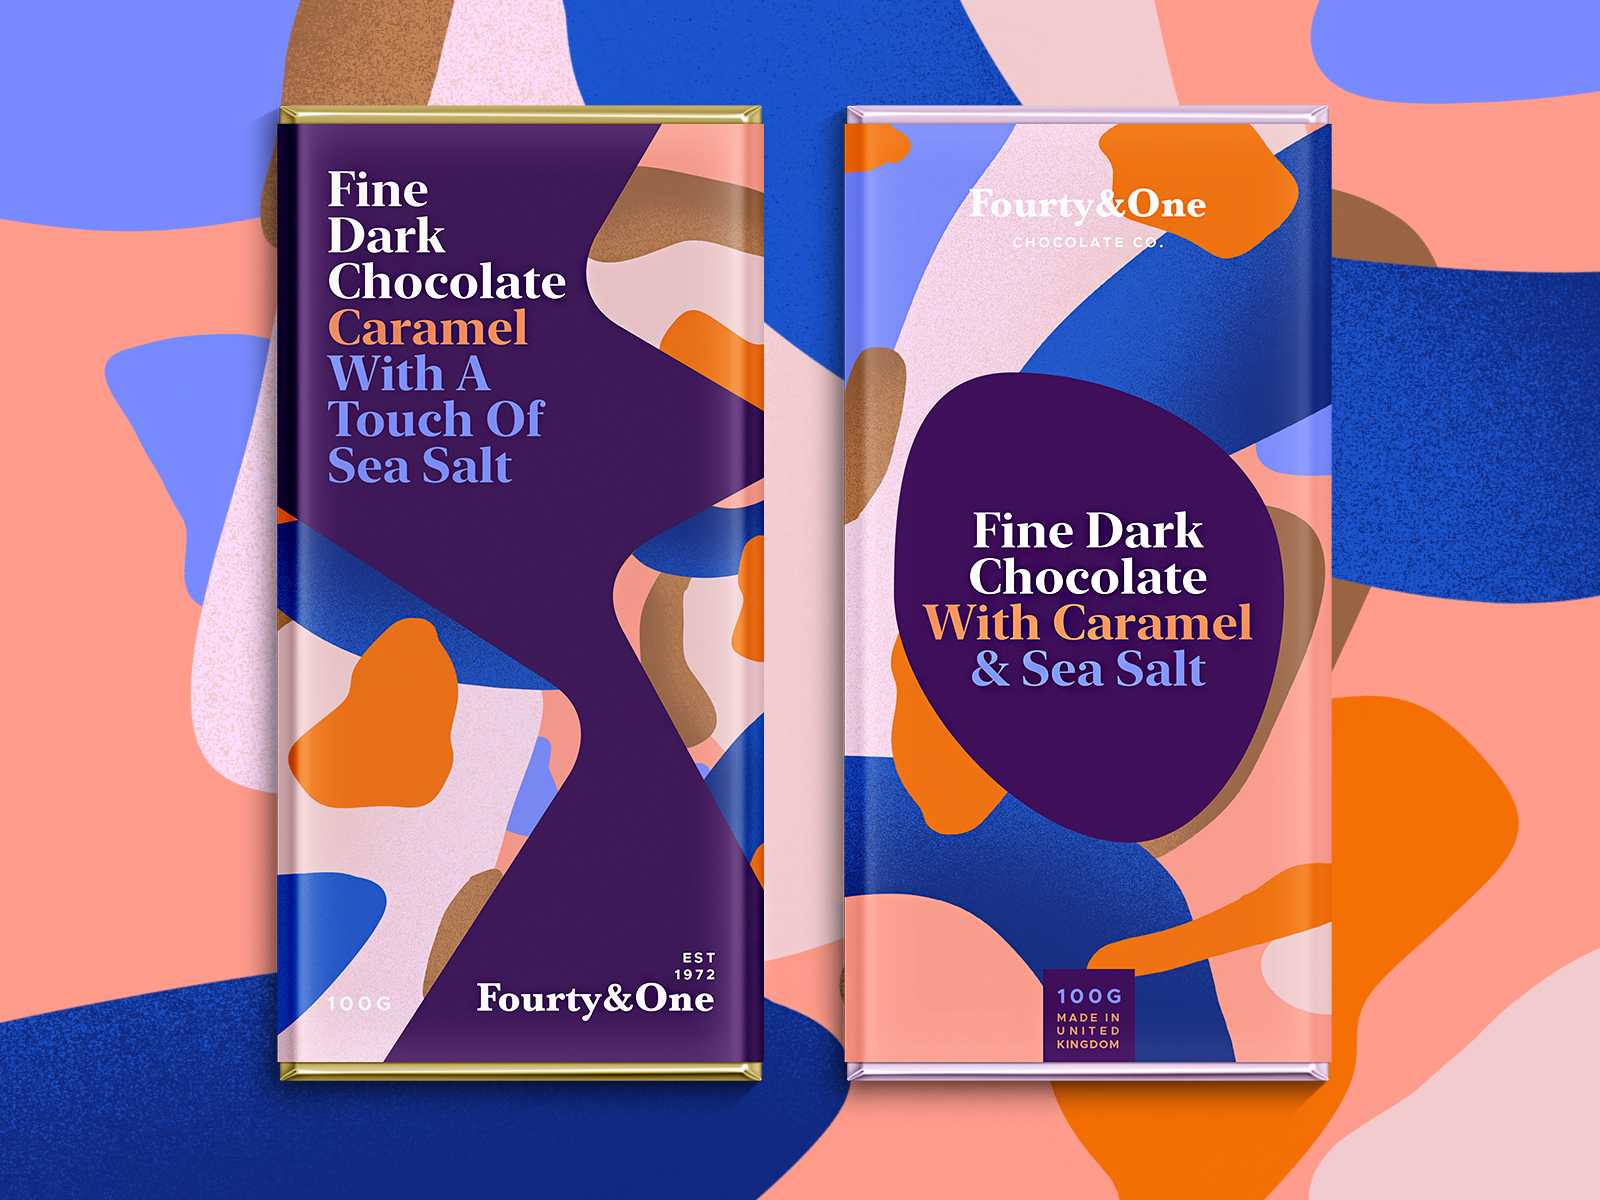 Fine
Dark
Chocolate
Caramel
With A
Touch Of
Sea Salt
100G
EST
1972
Fourty&One
Fourty&One
CHOCOLATE CO.
Fine Dark
Chocolate
With Caramel
& Sea Salt
100G
MADE IN
UNITED
KINGDOM